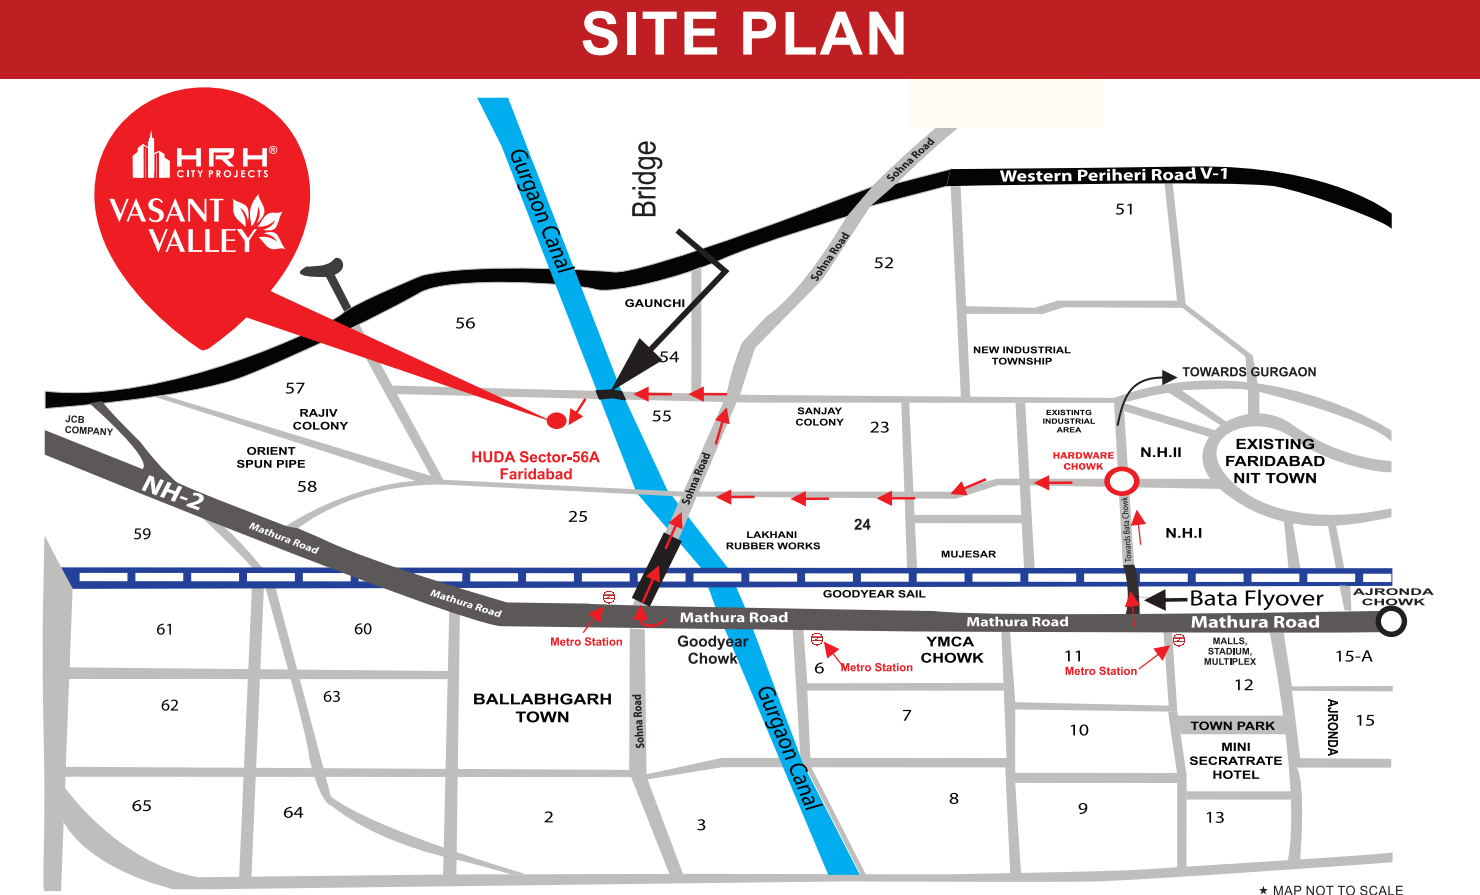 SITE PLAN
HRH®
CITY PROJECTS
VASANT
VALLEY
Gurgaon Canal
Bridge
Sohna Road
Western Periheri Road V-1
51
Sohna Road
52
GAUNCHI
56
54
NEW INDUSTRIAL
TOWNSHIP
TOWARDS GURGAON
57
RAJIV
COLONY
JCB
COMPANY
55
SANJAY
COLONY
23
EXISTINTG
INDUSTRIAL
AREA
HARDWARE
CHOWK
N.H.II
EXISTING
FARIDABAD
NIT TOWN
ORIENT
SPUN PIPE
58
HUDA Sector-56A
Faridabad
Sohna Road
NH-2
25
24
LAKHANI
RUBBER WORKS
MUJESAR
Towards Bata Chowk
N.H.I
59
Mathura Road
Mathura Road
GOODYEAR SAIL
Bata Flyover
AJRONDA
CHOWK
61
60
Metro Station
Mathura Road
Goodyear
Chowk
Mathura Road
Mathura Road
6
Metro Station
YMCA
CHOWK
11
Metro Station
MALLS,
STADIUM,
MULTIPLEX
12
15-A
62
63
BALLABHGARH
TOWN
Sohna Road
Gurgaon Canal
7
10
TOWN PARK
MINI
SECRATRATE
HOTEL
AJRONDA
15
65
64
2
3
8
9
13
★ MAP NOT TO SCALE